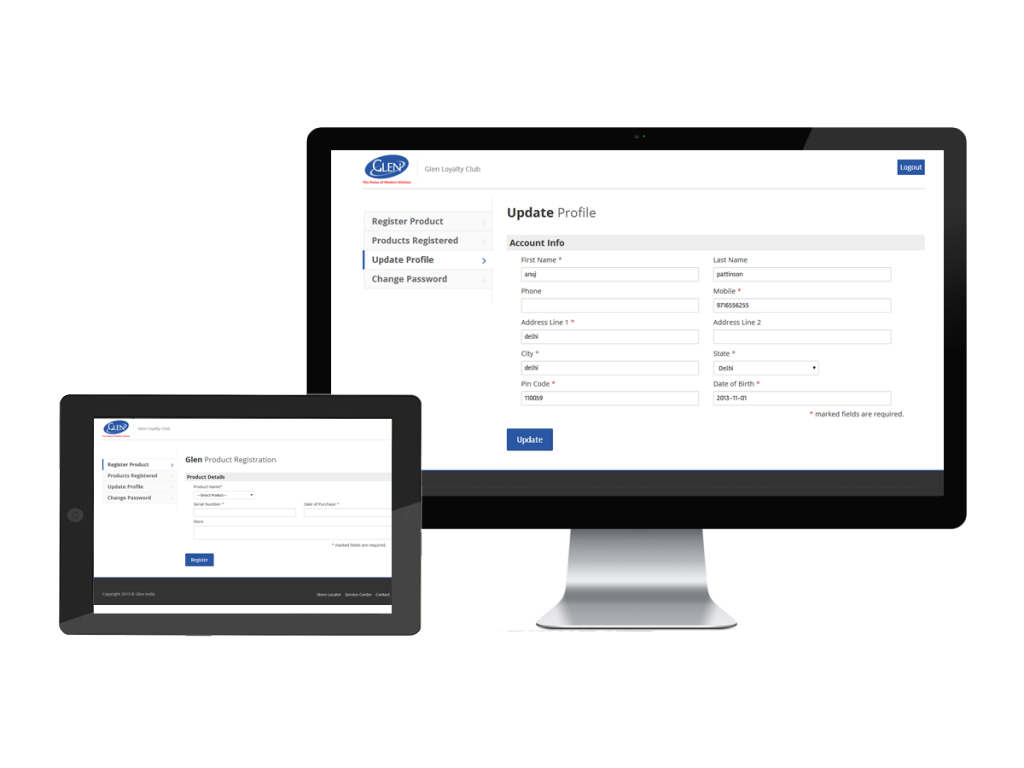 GLEN
The Pulse of Modern Kitchen
Glen Loyalty Club
Logout
Register Product
Products Registered
Update Profile
Change Password
Update Profile
Account Info
First Name *
Last Name
anuj
pattinson
Phone
Mobile *
9716556255
Address Line 1 *
Address Line 2
delhi
City *
State *
delhi
Delhi
Pin Code *
Date of Birth *
110059
2013-11-01
* marked fields are required.
Update
GLEN
Glen Loyalty Club
Register Product
Products Registered
Update Profile
Change Password
Glen Product Registration
Product Details
Product Name*
--Select Product--
Serial Number *
Date of Purchase *
Store
* marked fields are required.
Register
Copyright 2013 © Glen India
Store Locator Service Center Contact